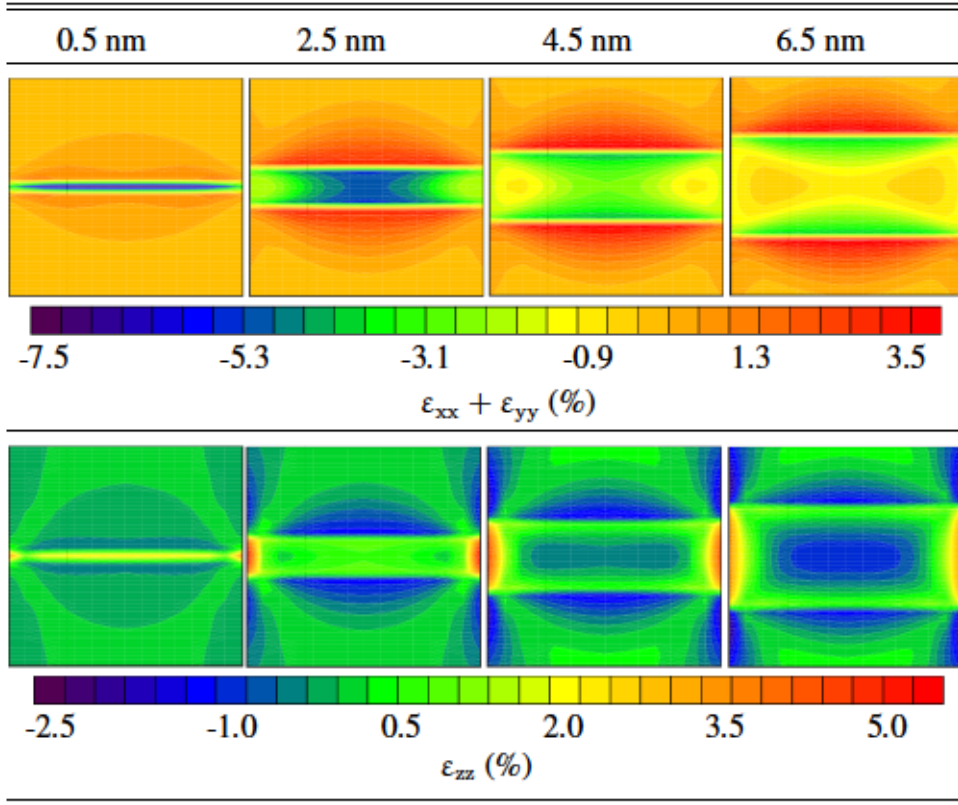 0.5 nm 2.5 nm 4.5 nm 6.5 nm
-7.5 -5.3 -3.1 -0.9 1.3 3.5
εxx + εyy (%)
-2.5 -1.0 0.5 2.0 3.5 5.0
εzz (%)